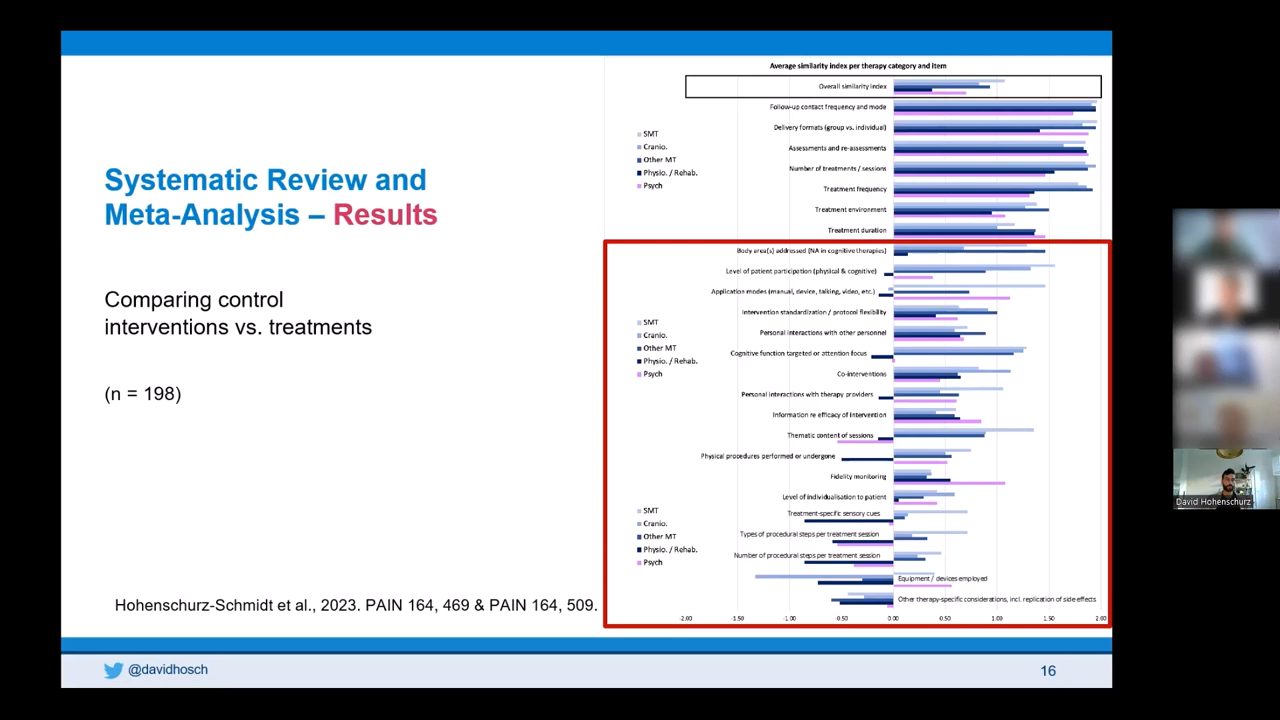 Systematic Review and
Meta-Analysis – Results
Comparing control
interventions vs. treatments
(n = 198)
Hohenschurz-Schmidt et al., 2023. PAIN 164, 469 & PAIN 164, 509.
Average similarity index per therapy category and item
Overall similarity index
Follow-up contact frequency and mode
Delivery formats (group vs. individual)
Assessments and re-assessments
Number of treatments / sessions
Treatment frequency
Treatment environment
Treatment duration
SMT
Cranio.
Other MT
Physio. / Rehab.
Psych
Body area(s) addressed (NA in cognitive therapies)
Level of patient participation (physical & cognitive)
Application modes (manual, device, talking, video, etc.)
Intervention standardization / protocol flexibility
Personal interactions with other personnel
Cognitive function targeted or attention focus
Co-interventions
Personal interactions with therapy providers
Information re efficacy of intervention
Thematic content of sessions
Physical procedures performed or undergone
Fidelity monitoring
Level of individualisation to patient
SMT
Cranio.
Other MT
Physio. / Rehab.
Psych
Treatment-specific sensory cues
Types of procedural steps per treatment session
Number of procedural steps per treatment session
Equipment / devices employed
Other therapy-specific considerations, incl. replication of side effects
SMT
Cranio.
Other MT
Physio. / Rehab.
Psych
-2.00 -1.50 -1.00 -0.50 0.00 0.50 1.00 1.50 2.00
@davidhosch
16
David Hohenschurz